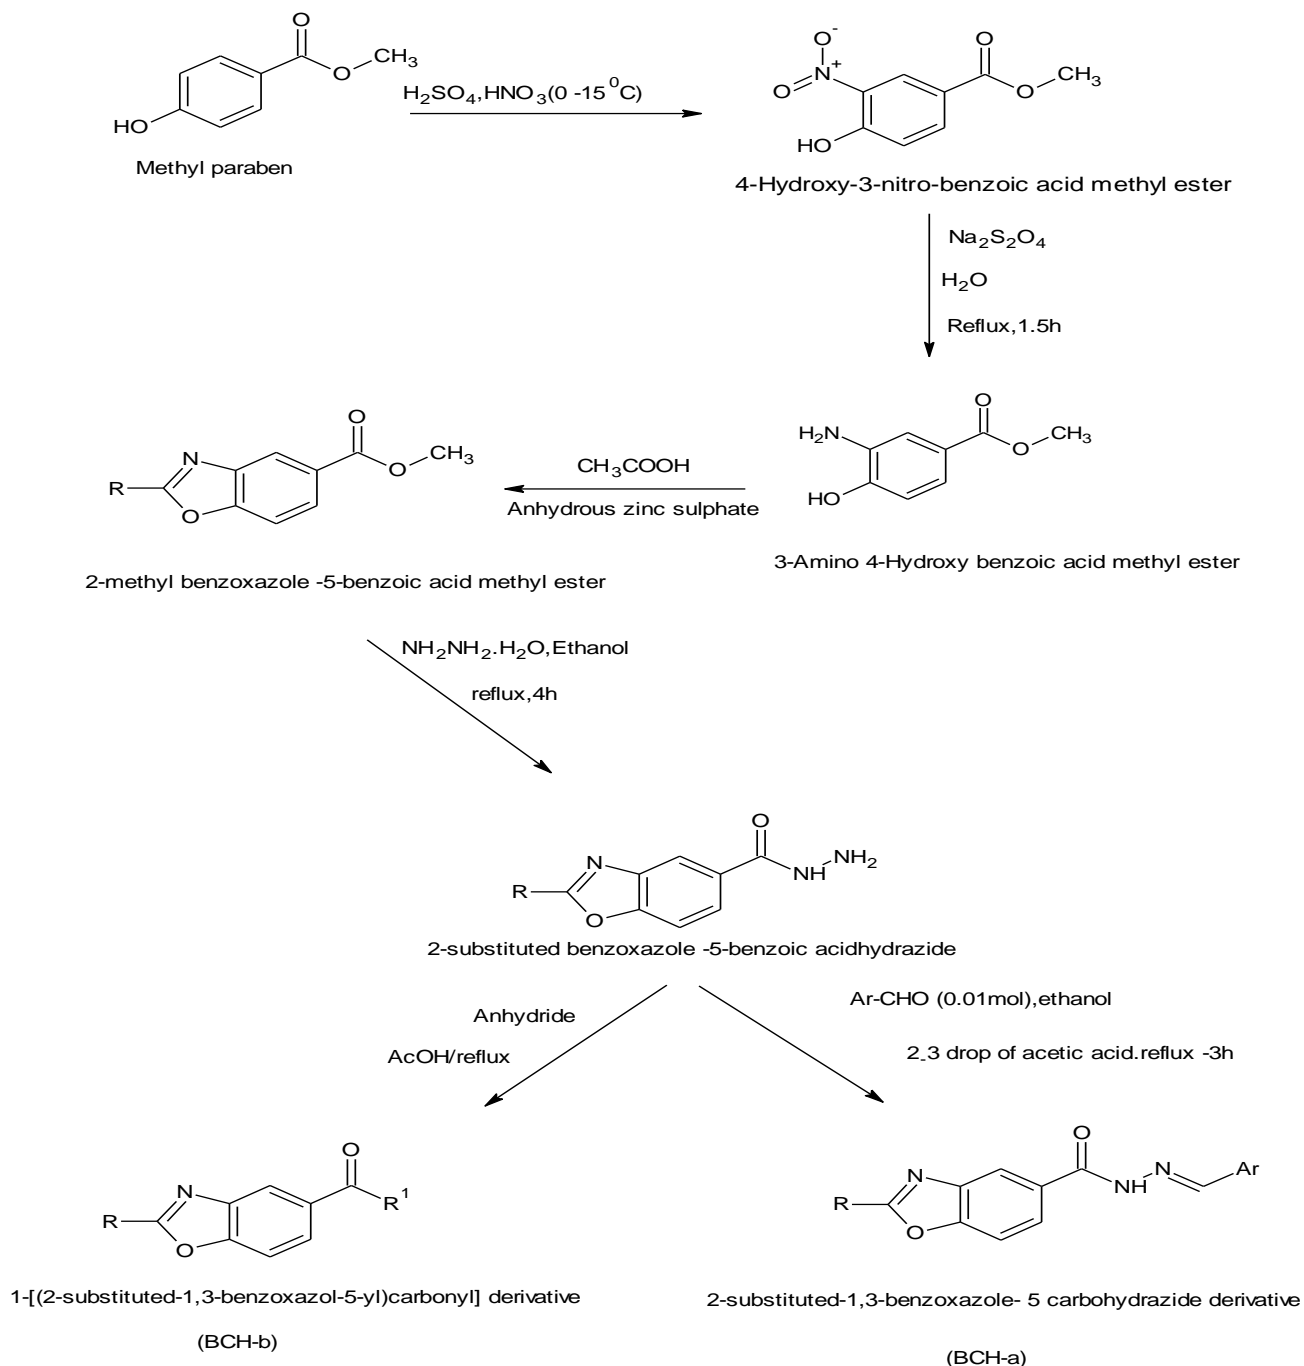 O
O
CH3
HO
Methyl paraben
H2SO4,HNO3(0 -15 0C)
O-
N+
O
HO
O
O
CH3
4-Hydroxy-3-nitro-benzoic acid methyl ester
Na2S2O4
H2O
Reflux,1.5h
H2N
HO
O
O
CH3
3-Amino 4-Hydroxy benzoic acid methyl ester
CH3COOH
Anhydrous zinc sulphate
R
N
O
O
O
CH3
2-methyl benzoxazole -5-benzoic acid methyl ester
NH2NH2.H2O,Ethanol
reflux,4h
R
N
O
O
NH
NH2
2-substituted benzoxazole -5-benzoic acidhydrazide
Anhydride
AcOH/reflux
Ar-CHO (0.01mol),ethanol
2-3 drop of acetic acid.reflux -3h
R
N
O
O
R1
1-[(2-substituted-1,3-benzoxazol-5-yl)carbonyl] derivative
(BCH-b)
R
N
O
O
NH
N
Ar
2-substituted-1,3-benzoxazole- 5 carbohydrazide derivative
(BCH-a)